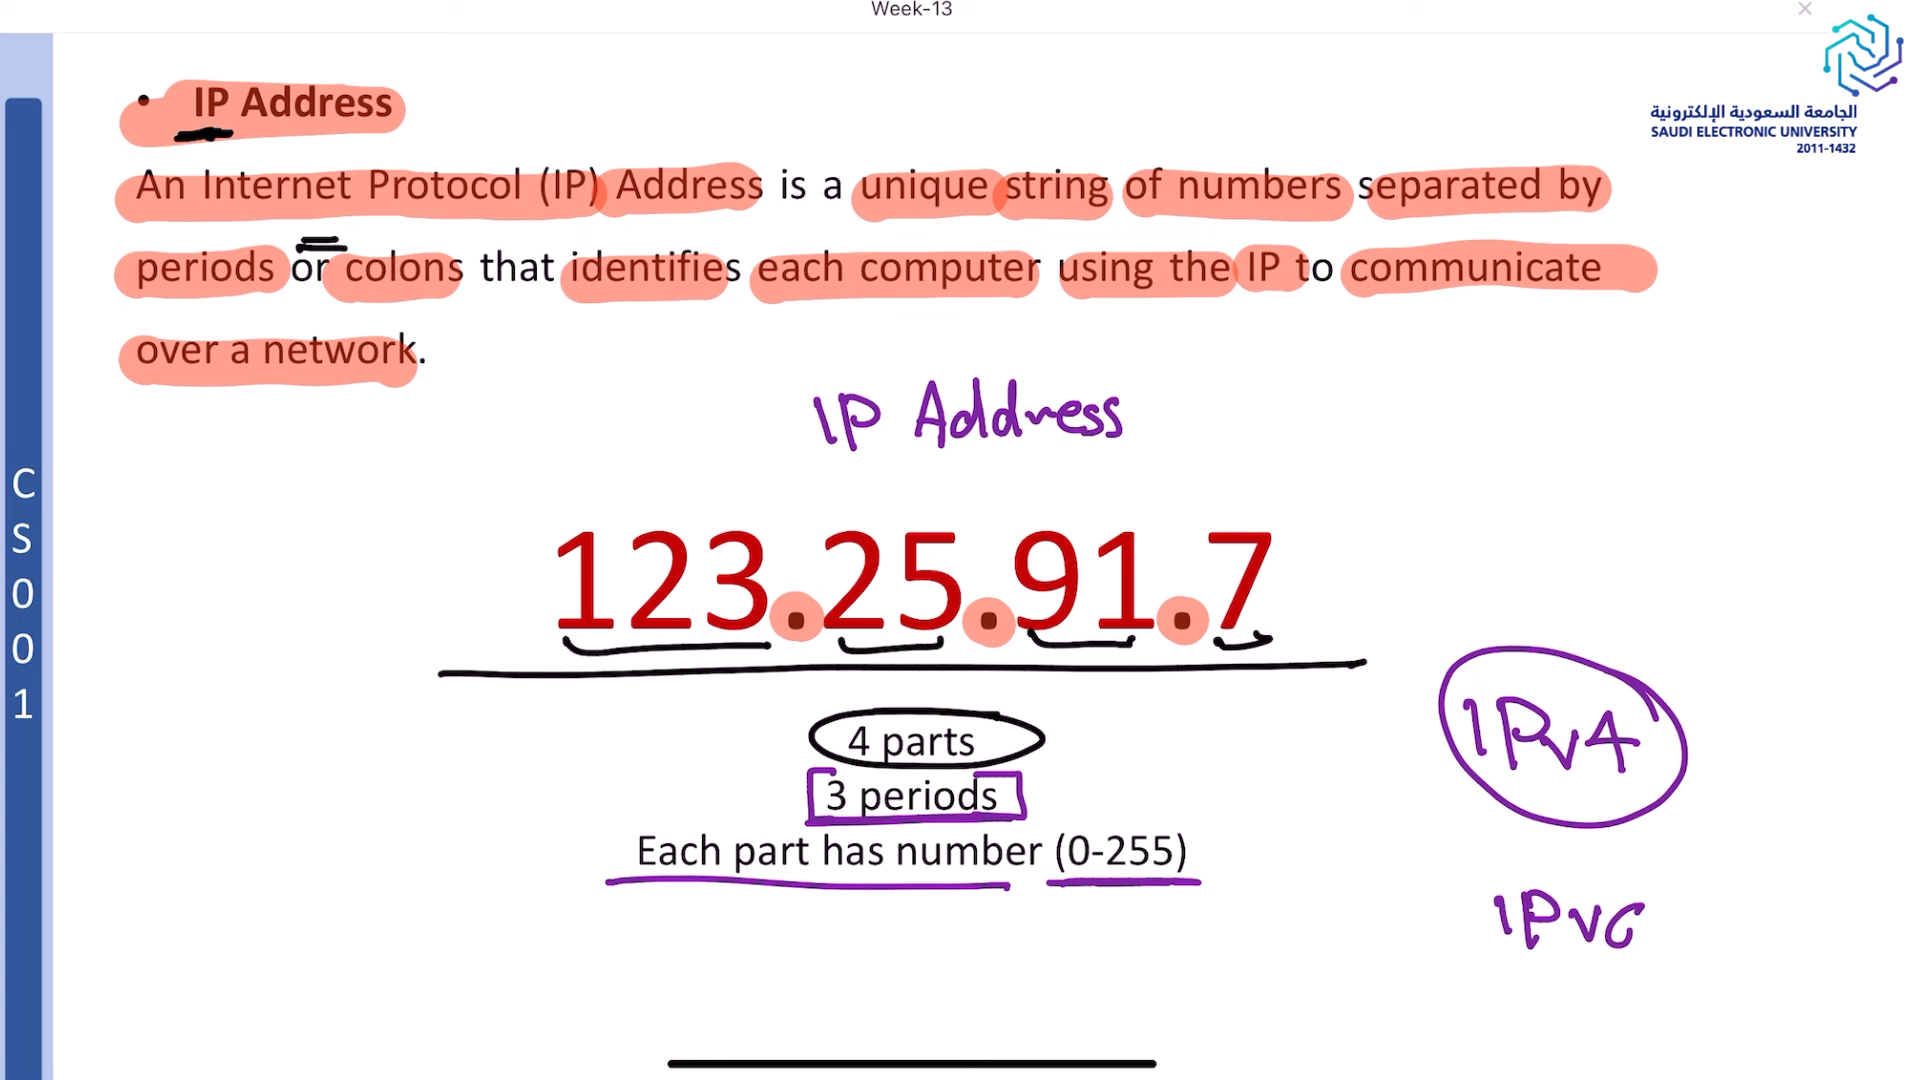 Week-13
الجامعة السعودية الإلكترونية
SAUDI ELECTRONIC UNIVERSITY
2011-1432
• IP Address
An Internet Protocol (IP) Address is a unique string of numbers separated by
periods or colons that identifies each computer using the IP to communicate
over a network.
IP Address
123.25.91.7
4 parts
3 periods
Each part has number (0-255)
IPv4
IPv6
CS001